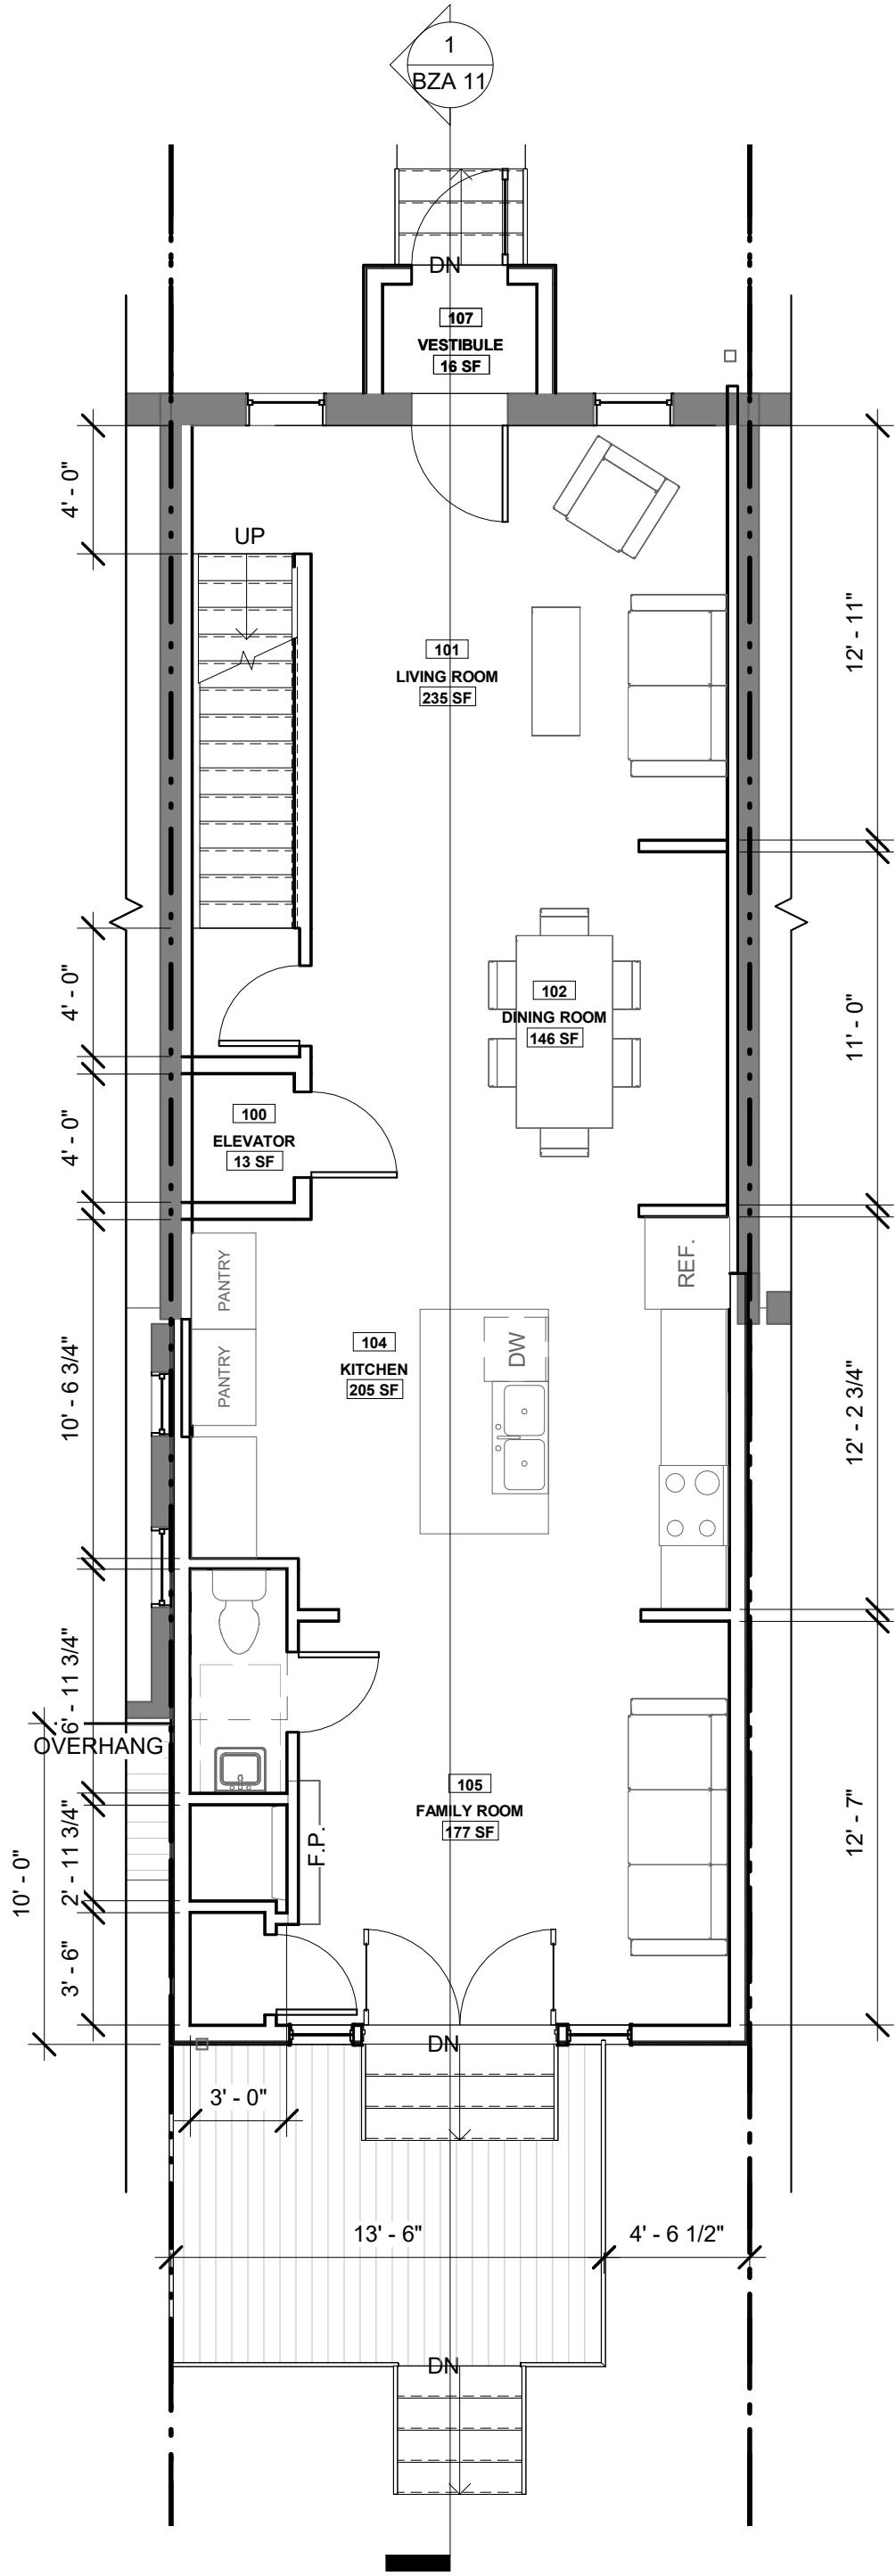 1
BZA 11
DN
107
VESTIBULE
16 SF
4' - 0"
UP
12' - 11"
101
LIVING ROOM
235 SF
4' - 0"
102
DINING ROOM
146 SF
11' - 0"
4' - 0"
100
ELEVATOR
13 SF
REF.
PANTRY
PANTRY
104
KITCHEN
205 SF
DW
10' - 6 3/4"
12' - 2 3/4"
6' - 11 3/4"
OVERHANG
105
FAMILY ROOM
177 SF
F.P.
12' - 7"
2' - 11 3/4"
10' - 0"
3' - 6"
DN
3' - 0"
13' - 6"
4' - 6 1/2"
DN